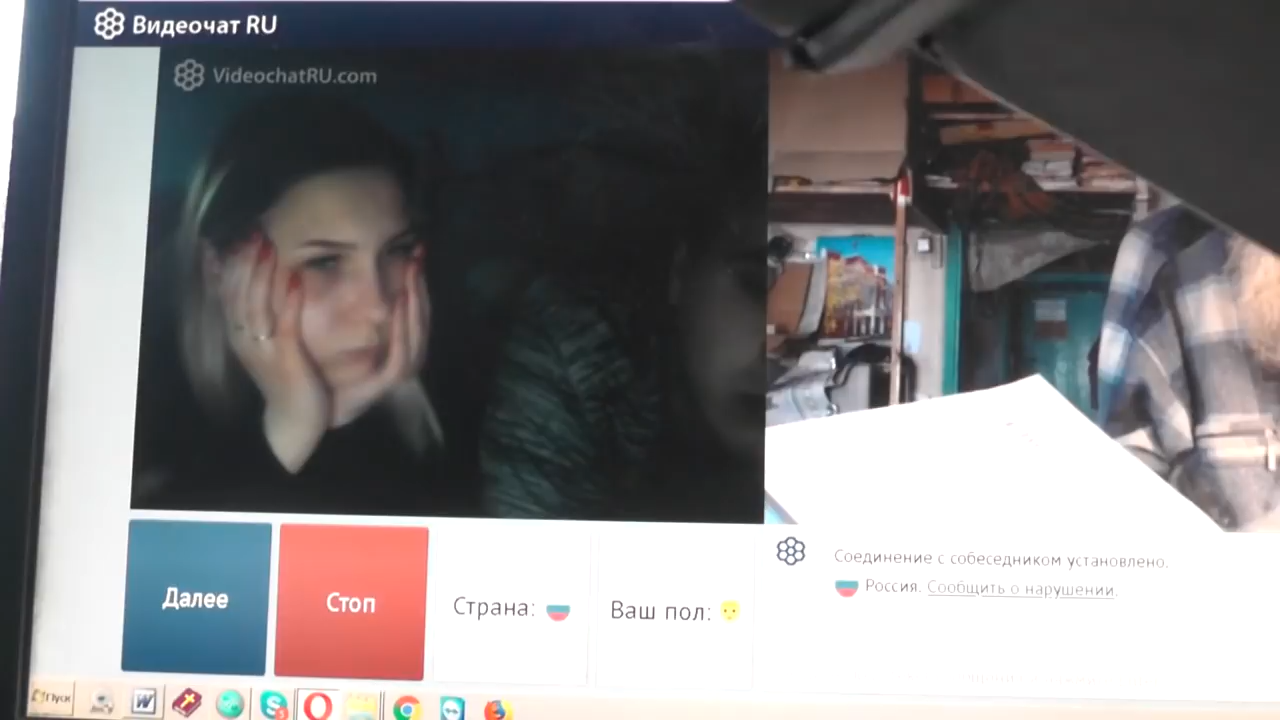 Видеочат RU
VideochatRU.com
Далее
Стоп
Страна:
Ваш пол:
Соединение с собеседником установлено.
Россия. Сообщить о нарушении.
Пуск